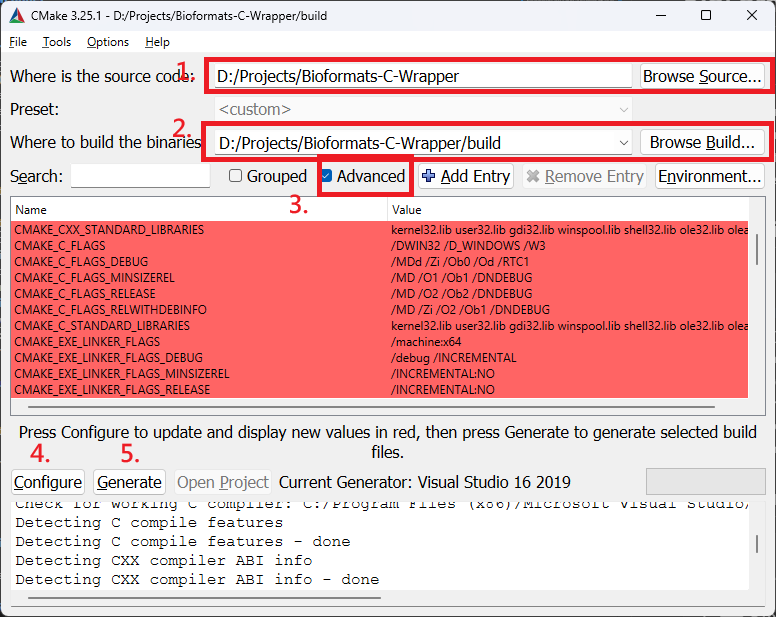 CMake 3.25.1 - D:/Projects/Bioformats-C-Wrapper/build
File Tools Options Help
Where is the source code: 1. D:/Projects/Bioformats-C-Wrapper Browse Source...
Preset: <custom>
Where to build the binaries 2. D:/Projects/Bioformats-C-Wrapper/build Browse Build...
Search: Grouped Advanced Add Entry Remove Entry Environment...
3.
Name Value
CMAKE_CXX_STANDARD_LIBRARIES kernel32.lib user32.lib gdi32.lib winspool.lib shell32.lib ole32.lib olea
CMAKE_C_FLAGS /DWIN32 /D_WINDOWS /W3
CMAKE_C_FLAGS_DEBUG /MDd /Zi /Ob0 /Od /RTC1
CMAKE_C_FLAGS_MINSIZEREL /MD /O1 /Ob1 /DNDEBUG
CMAKE_C_FLAGS_RELEASE /MD /O2 /Ob2 /DNDEBUG
CMAKE_C_FLAGS_RELWITHDEBINFO /MD /Zi /O2 /Ob1 /DNDEBUG
CMAKE_C_STANDARD_LIBRARIES kernel32.lib user32.lib gdi32.lib winspool.lib shell32.lib ole32.lib olea
CMAKE_EXE_LINKER_FLAGS /machine:x64
CMAKE_EXE_LINKER_FLAGS_DEBUG /debug /INCREMENTAL
CMAKE_EXE_LINKER_FLAGS_MINSIZEREL /INCREMENTAL:NO
CMAKE_EXE_LINKER_FLAGS_RELEASE /INCREMENTAL:NO
Press Configure to update and display new values in red, then press Generate to generate selected build
files.
4. 5.
Configure Generate Open Project Current Generator: Visual Studio 16 2019
Check for working C compiler: C:/Program Files (x86)/Microsoft Visual Studio/
Detecting C compile features
Detecting C compile features - done
Detecting CXX compiler ABI info
Detecting CXX compiler ABI info - done